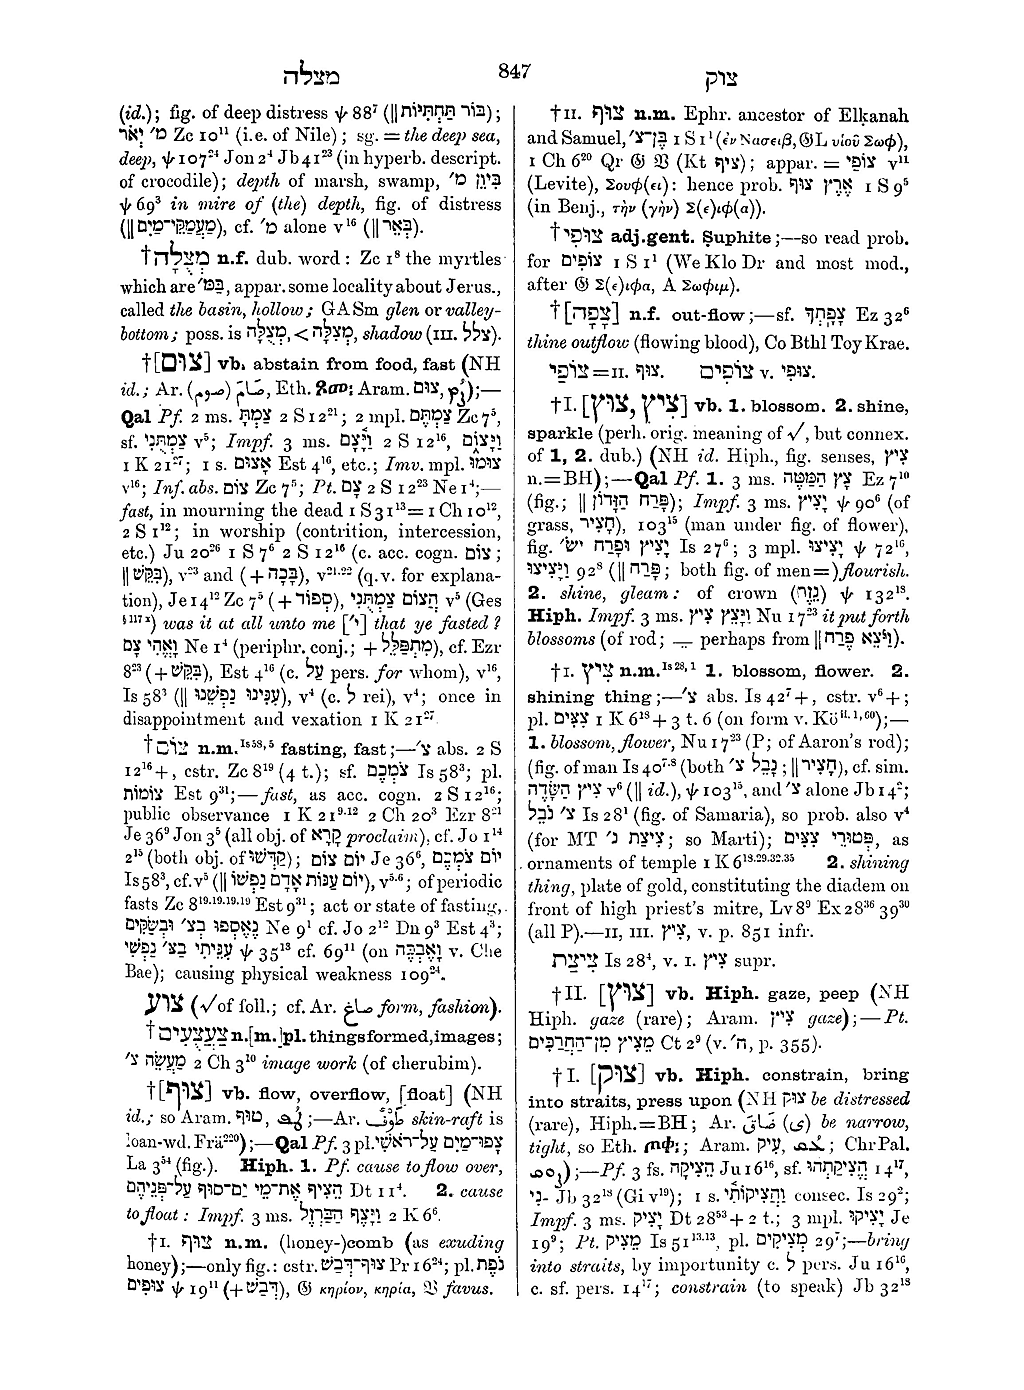 מצלה
847
צוק
(id.); fig. of deep distress ψ 88⁷ (‖ בּוֹר תַּחְתִּיּוֹת);
מ׳ יְאֹר Zc 10¹¹ (i.e. of Nile); sg. = the deep sea,
deep, ψ 107²⁴ Jon 2⁴ Jb 41²³ (in hyperb. descript.
of crocodile); depth of marsh, swamp, בִּיוֵן מ׳
ψ 69³ in mire of (the) depth, fig. of distress
(‖ מַעֲמַקֵּי־מַיִם), cf. מ׳ alone v¹⁶ (‖ בְּאֵר).
†מְצֻלָה n.f. dub. word: Zc 1⁸ the myrtles
which are בַּמּ׳, appar. some locality about Jerus.,
called the basin, hollow; GASm glen or valley-
bottom; poss. is מְצִלָּה, < מְצֻלָּה, shadow (III. צלל).
†[צוּם] vb. abstain from food, fast (NH
id.; Ar. صَامَ (صوم), Eth. ጾመ; Aram. צוּם, );—
Qal Pf. 2 ms. צַמְתָּ 2 S 12²¹; 2 mpl. צַמְתֶּם Zc 7⁵,
sf. צַמְתֻּנִי v⁵; Impf. 3 ms. וַיָּצָם 2 S 12¹⁶, וַיָּצוֹם
1 K 21²⁷; 1 s. אָצוּם Est 4¹⁶, etc.; Imv. mpl. צוּמוּ
v¹⁶; Inf. abs. צוֹם Zc 7⁵; Pt. צָם 2 S 12²³ Ne 1⁴;—
fast, in mourning the dead 1 S 31¹³ = 1 Ch 10¹²,
2 S 1¹²; in worship (contrition, intercession,
etc.) Ju 20²⁶ 1 S 7⁶ 2 S 12¹⁶ (c. acc. cogn. צוֹם;
‖ בִּקֵּשׁ), v²³ and (+ בָּכָה), v²¹·²² (q.v. for explana-
tion), Je 14¹² Zc 7⁵ (+ סָפוֹד), הֲצוֹם צַמְתֻּנִי v⁵ (Ges
§ 117 x) was it at all unto me [י׳] that ye fasted?
וָאֱהִי צָם Ne 1⁴ (periphr. conj.; + מִתְפַּלֵּל), cf. Ezr
8²³ (+ בִּקֵּשׁ), Est 4¹⁶ (c. עַל pers. for whom), v¹⁶,
Is 58³ (‖ עִנִּינוּ נַפְשֵׁנוּ), v⁴ (c. לְ rei), v⁴; once in
disappointment and vexation 1 K 21²⁷.
†צוֹם n.m. Is 58, 5 fasting, fast;—צ׳ abs. 2 S
12¹⁶ +, cstr. Zc 8¹⁹ (4 t.); sf. צֹמְכֶם Is 58³; pl.
צוֹמוֹת Est 9³¹;—fast, as acc. cogn. 2 S 12¹⁶;
public observance 1 K 21⁹·¹² 2 Ch 20³ Ezr 8²¹
Je 36⁹ Jon 3⁵ (all obj. of קָרָא proclaim), cf. Jo 1¹⁴
2¹⁵ (both obj. of קַדְּשׁוּ); יוֹם צוֹם Je 36⁶, יוֹם צֹמְכֶם
Is 58³, cf. v⁵ (‖ יוֹם עַנּוֹת אָדָם נַפְשׁוֹ), v⁵·⁶; of periodic
fasts Zc 8¹⁹·¹⁹·¹⁹·¹⁹ Est 9³¹; act or state of fasting,
נֶאֶסְפוּ בְצ׳ וּבְשַׂקִּים Ne 9¹ cf. Jo 2¹² Dn 9³ Est 4³;
עִנֵּיתִי בַצ׳ נַפְשִׁי ψ 35¹³ cf. 69¹¹ (on וָאֶבְכֶּה v. Che
Bae); causing physical weakness 109²⁴.
צוע (√ of foll.; cf. Ar. صاغ form, fashion).
†צַעֲצֻעִים n.[m.]pl. things formed, images;
מַעֲשֵׂה צ׳ 2 Ch 3¹⁰ image work (of cherubim).
†[צוּף] vb. flow, overflow, [float] (NH
id.; so Aram. טוּף, ;—Ar. طَوْفٌ skin-raft is
loan-wd. Frä²²⁰);—Qal Pf. 3 pl. צָפוּ־מַיִם עַל־רֹאשִׁי
La 3⁵⁴ (fig.). Hiph. 1. Pf. cause to flow over,
הֵצִיף אֶת־מֵי יַם־סוּף עַל־פְּנֵיהֶם Dt 11⁴. 2. cause
to float: Impf. 3 ms. וַיָּצֶף הַבַּרְזֶל 2 K 6⁶.
†I. צוּף n.m. (honey-)comb (as exuding
honey);—only fig.: cstr. צוּף־דְּבַשׁ Pr 16²⁴; pl. נֹפֶת
צוּפִים ψ 19¹¹ (+ דְּבַשׁ), 𝔊 κηρίον, κηρία, 𝔙 favus.
†II. צוּף n.m. Ephr. ancestor of Elḳanah
and Samuel, בֶּן־צ׳ 1 S 1¹ (ἐν Νασειβ, 𝔊L υἱοῦ Σωφ),
1 Ch 6²⁰ Qr 𝔊 𝔙 (Kt ציף); appar. = צוֹפַי v¹¹
(Levite), Σουφ(ει): hence prob. אֶרֶץ צוּף 1 S 9⁵
(in Benj., τὴν (γὴν) Σ(ε)ιφ(α)).
†צוּפִי adj.gent. Ṣuphite;—so read prob.
for צוֹפִים 1 S 1¹ (We Klo Dr and most mod.,
after 𝔊 Σ(ε)ιφα, A Σωφιμ).
†[צָפָה] n.f. out-flow;—sf. צָפָתְךָ Ez 32⁶
thine outflow (flowing blood), Co Bthl Toy Krae.
צוֹפַי = II. צוּף. צוֹפִים v. צוּפִי.
†I. [צִיץ, צוּץ] vb. 1. blossom. 2. shine,
sparkle (perh. orig. meaning of √, but connex.
of 1, 2. dub.) (NH id. Hiph., fig. senses, צִיץ
n. = BH);—Qal Pf. 1. 3 ms. צָץ הַמַּטֶּה Ez 7¹⁰
(fig.; ‖ פָּרַח הַזָּדוֹן); Impf. 3 ms. יָצִיץ ψ 90⁶ (of
grass, חָצִיר), 103¹⁵ (man under fig. of flower),
fig. יָצִיץ וּפָרַח יִשׂ׳ Is 27⁶; 3 mpl. יָצִיצוּ ψ 72¹⁶,
וַיָּצִיצוּ 92⁸ (‖ פָּרַח; both fig. of men =) flourish.
2. shine, gleam: of crown (נֵזֶר) ψ 132¹⁸.
Hiph. Impf. 3 ms. וַיָּצֵץ צִיץ Nu 17²³ it put forth
blossoms (of rod; ־ֵ perhaps from ‖ וַיֹּצֵא פֶּרַח).
†I. צִיץ n.m. Is 28, 1 1. blossom, flower. 2.
shining thing;—צ׳ abs. Is 42⁷ +, cstr. v⁶ +;
pl. צִצִּים 1 K 6¹⁸ + 3 t. 6 (on form v. Kö ii. 1, 60);—
1. blossom, flower, Nu 17²³ (P; of Aaron's rod);
(fig. of man Is 40⁷·⁸ (both נָבֵל צ׳; ‖ חָצִיר), cf. sim.
צִיץ הַשָּׂדֶה v⁶ (‖ id.), ψ 103¹⁵, and צ׳ alone Jb 14²;
צ׳ נֹבֵל Is 28¹ (fig. of Samaria), so prob. also v⁴
(for MT צִיצַת נ׳; so Marti); פְּטוּרֵי צִצִּים, as
ornaments of temple 1 K 6¹⁸·²⁹·³²·³⁵ 2. shining
thing, plate of gold, constituting the diadem on
front of high priest's mitre, Lv 8⁹ Ex 28³⁶ 39³⁰
(all P).—II, III. צִיץ, v. p. 851 infr.
צִיצַת Is 28⁴, v. I. צִיץ supr.
†II. [צוּץ] vb. Hiph. gaze, peep (NH
Hiph. gaze (rare); Aram. צִיץ gaze);—Pt.
מֵצִיץ מִן־הַחֲרַכִּים Ct 2⁹ (v. ח׳, p. 355).
†I. [צוּק] vb. Hiph. constrain, bring
into straits, press upon (NH צוק be distressed
(rare), Hiph. = BH; Ar. ضَاقَ (ى) be narrow,
tight, so Eth. ጦቀ; Aram. עִיק, ; ChrPal.
);—Pf. 3 fs. הֵצִיקָה Ju 16¹⁶, sf. הֱצִיקַתְהוּ 14¹⁷,
־נִי Jb 32¹⁸ (Gi v¹⁹); 1 s. וַהֲצִיקוֹתִי consec. Is 29²;
Impf. 3 ms. יָצִיק Dt 28⁵³ + 2 t.; 3 mpl. יָצִיקוּ Je
19⁹; Pt. מֵצִיק Is 51¹³·¹³, pl. מְצִיקִים 29⁷;—bring
into straits, by importunity c. לְ pers. Ju 16¹⁶,
c. sf. pers. 14¹⁷; constrain (to speak) Jb 32¹⁸